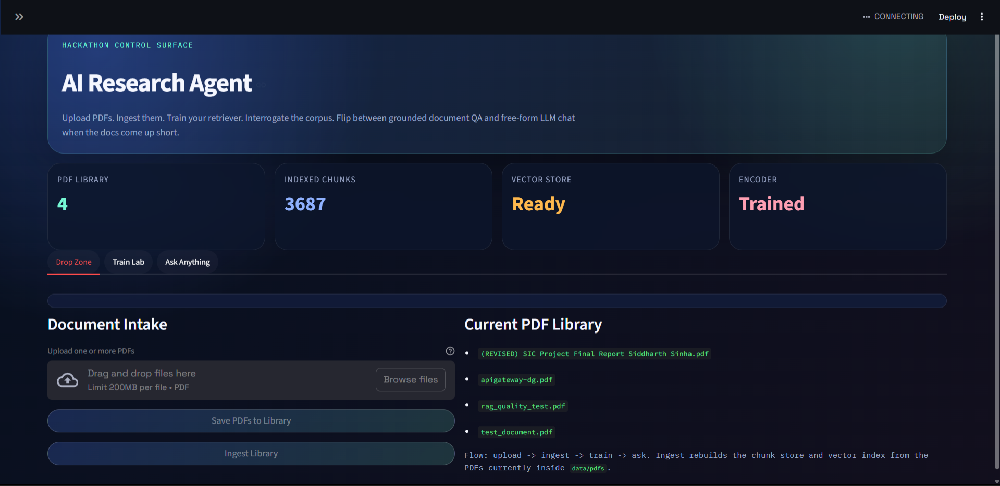 CONNECTING
Deploy
HACKATHON CONTROL SURFACE
AI Research Agent
Upload PDFs. Ingest them. Train your retriever. Interrogate the corpus. Flip between grounded document QA and free-form LLM chat
when the docs come up short.
PDF LIBRARY
4
INDEXED CHUNKS
3687
VECTOR STORE
Ready
ENCODER
Trained
Drop Zone
Train Lab
Ask Anything
Document Intake
Upload one or more PDFs
Drag and drop files here
Limit 200MB per file • PDF
Browse files
Save PDFs to Library
Ingest Library
Current PDF Library
(REVISED) SIC Project Final Report Siddharth Sinha.pdf
apigateway-dg.pdf
rag_quality_test.pdf
test_document.pdf
Flow: upload -> ingest -> train -> ask. Ingest rebuilds the chunk store and vector index from the
PDFs currently inside data/pdfs.